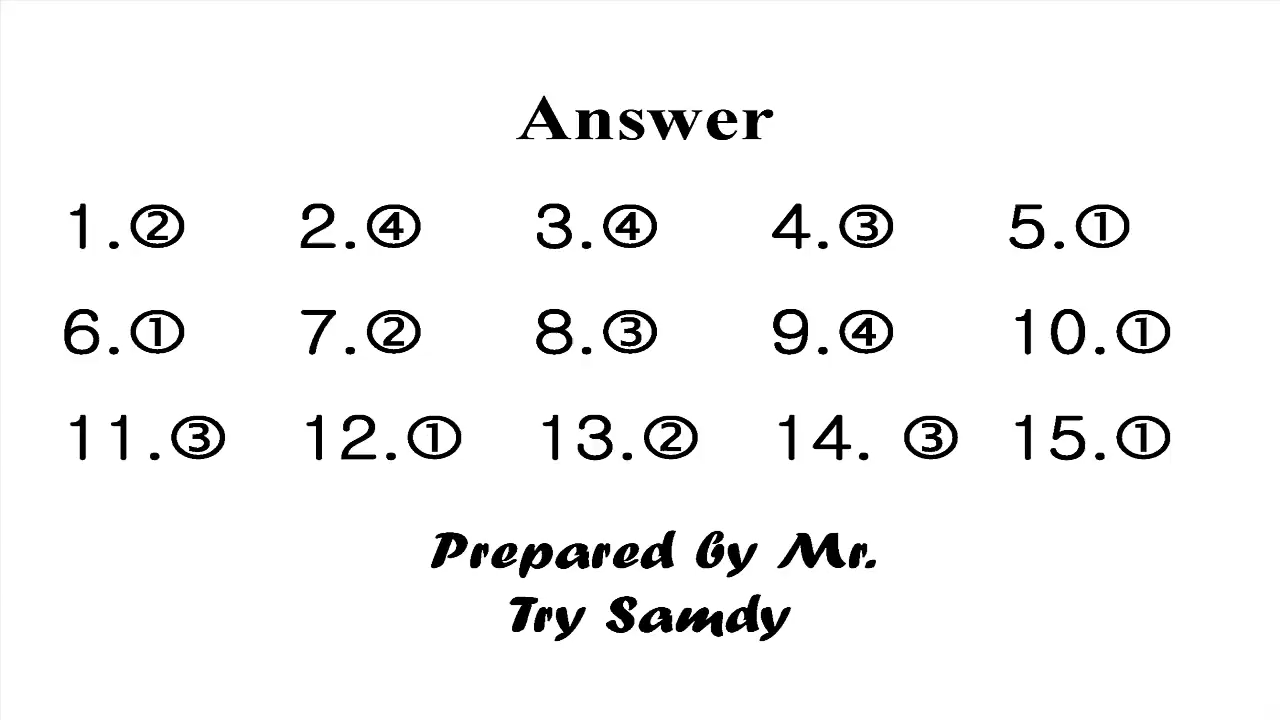 Answer
1.② 2.④ 3.④ 4.③ 5.①
6.① 7.② 8.③ 9.④ 10.①
11.③ 12.① 13.② 14. ③ 15.①
Prepared by Mr.
Try Samdy